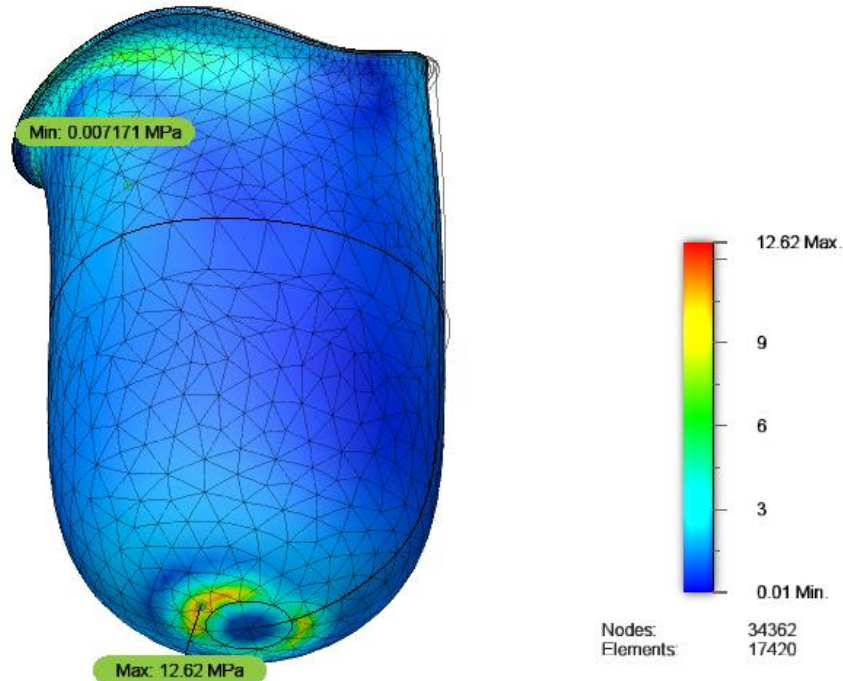 Min: 0.007171 MPa
12.62 Max.
9
6
3
0.01 Min.
Nodes: 34362
Elements: 17420
Max: 12.62 MPa